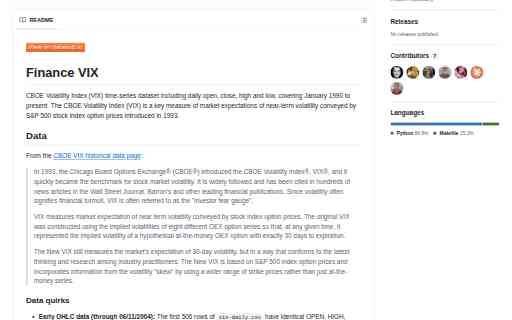 README
Finance VIX
CBOE Volatility Index (VIX) time-series dataset including daily open, close, high and low, covering January 1990 to
present. The CBOE Volatility Index (VIX) is a key measure of market expectations of near-term volatility conveyed by
S&P 500 stock index option prices introduced in 1993.
Data
From the CBOE VIX historical data page:
In 1993, the Chicago Board Options Exchange® (CBOE®) introduced the CBOE Volatility Index®, VIX®, and it
quickly became the benchmark for stock market volatility. It is widely followed and has been cited in hundreds of
news articles in the Wall Street Journal, Barron's and other leading financial publications. Since volatility often
signifies financial turmoil, VIX is often referred to as the "investor fear gauge".
VIX measures market expectation of near term volatility conveyed by stock index option prices. The original VIX
was constructed using the implied volatilities of eight different OEX option series so that, at any given time, it
represented the implied volatility of a hypothetical at-the-money OEX option with exactly 30 days to expiration.
The New VIX still measures the market's expectation of 30-day volatility, but in a way that conforms to the latest
thinking and research among industry practitioners. The New VIX is based on S&P 500 index option prices and
incorporates information from the volatility "skew" by using a wider range of strike prices rather than just at-the-
money series.
Data quirks
• Early OHLC data (through 06/11/2004): The first 506 rows of vix-daily.csv have identical OPEN, HIGH,
Releases
No releases published
Contributors 7
Languages
Python
Makefile